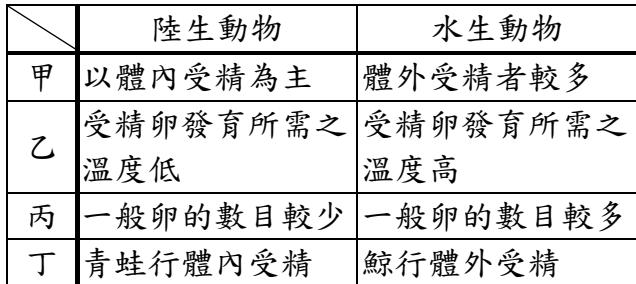 陸生動物 水生動物
甲 以體內受精為主 體外受精者較多
乙 受精卵發育所需之溫度低 受精卵發育所需之溫度高
丙 一般卵的數目較少 一般卵的數目較多
丁 青蛙行體內受精 鯨行體外受精